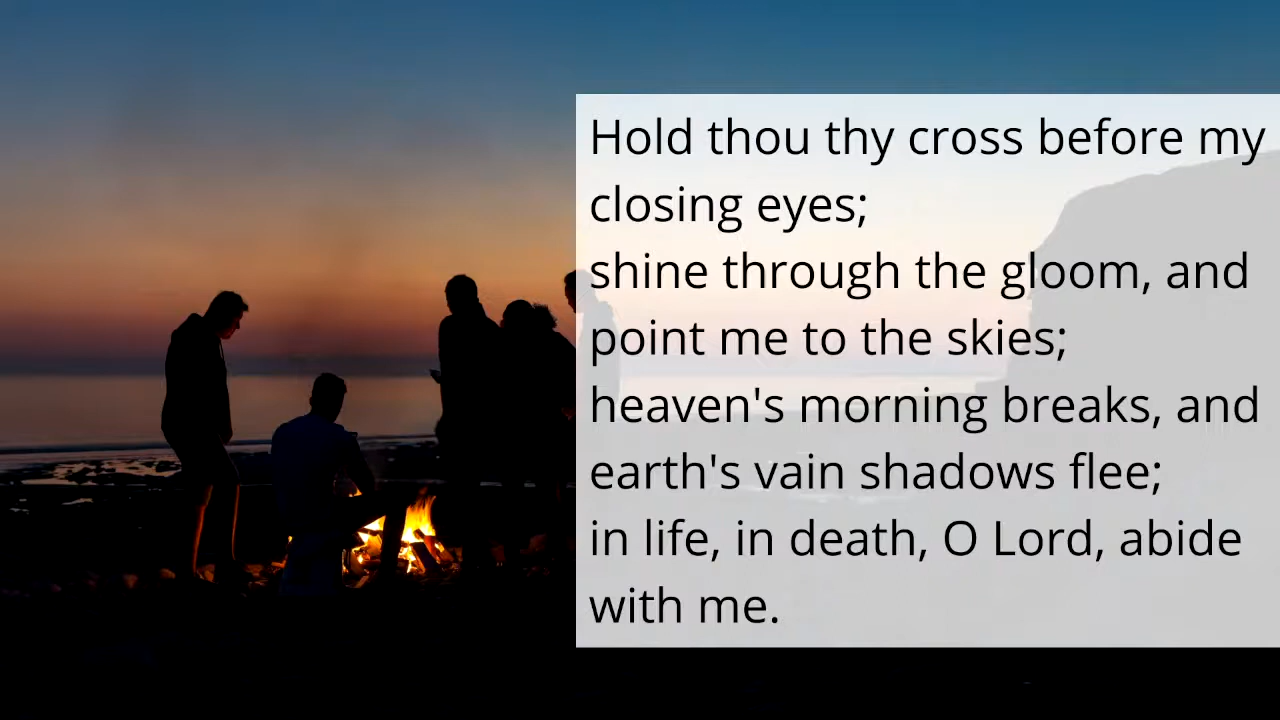 Hold thou thy cross before my
closing eyes;
shine through the gloom, and
point me to the skies;
heaven's morning breaks, and
earth's vain shadows flee;
in life, in death, O Lord, abide
with me.